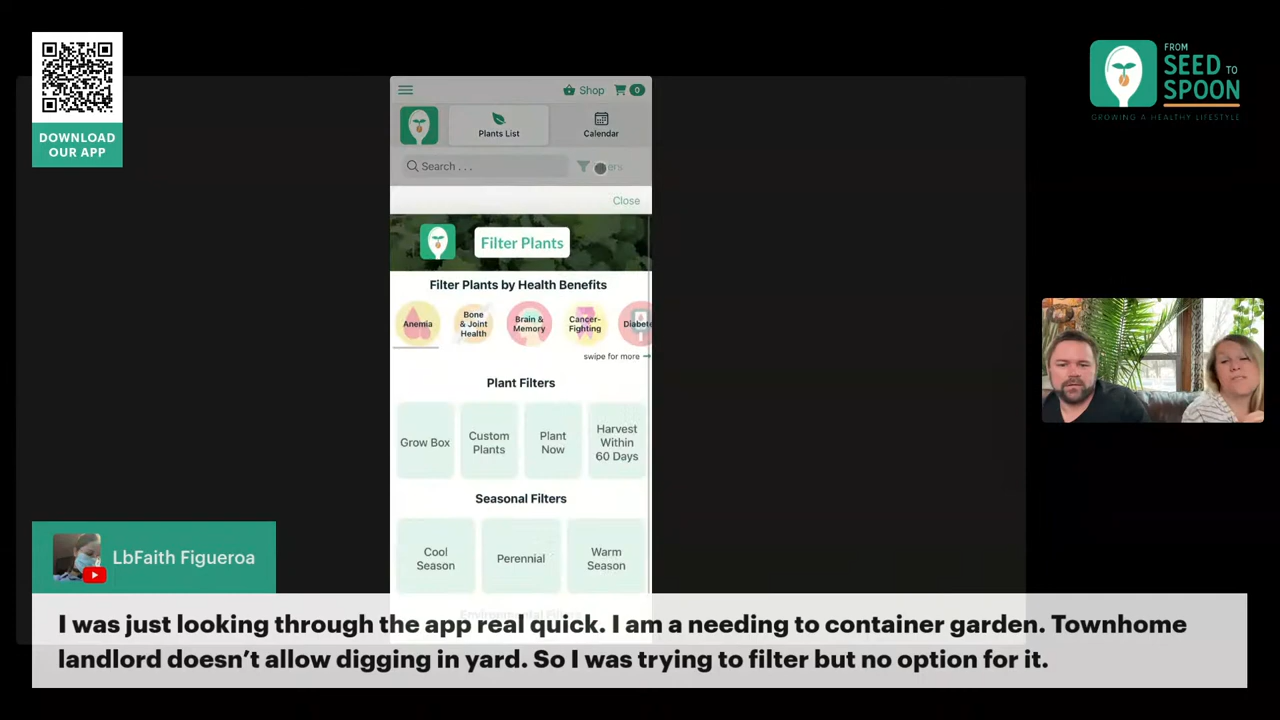 DOWNLOAD
OUR APP
FROM
SEED TO
SPOON
GROWING A HEALTHY LIFESTYLE
Shop
0
Plants List
Calendar
Search . . .
Close
Filter Plants
Filter Plants by Health Benefits
Anemia
Bone
& Joint
Health
Brain &
Memory
Cancer-
Fighting
swipe for more →
Plant Filters
Grow Box
Custom
Plants
Plant
Now
Harvest
Within
60 Days
Seasonal Filters
Cool
Season
Perennial
Warm
Season
LbFaith Figueroa
I was just looking through the app real quick. I am a needing to container garden. Townhome
landlord doesn't allow digging in yard. So I was trying to filter but no option for it.